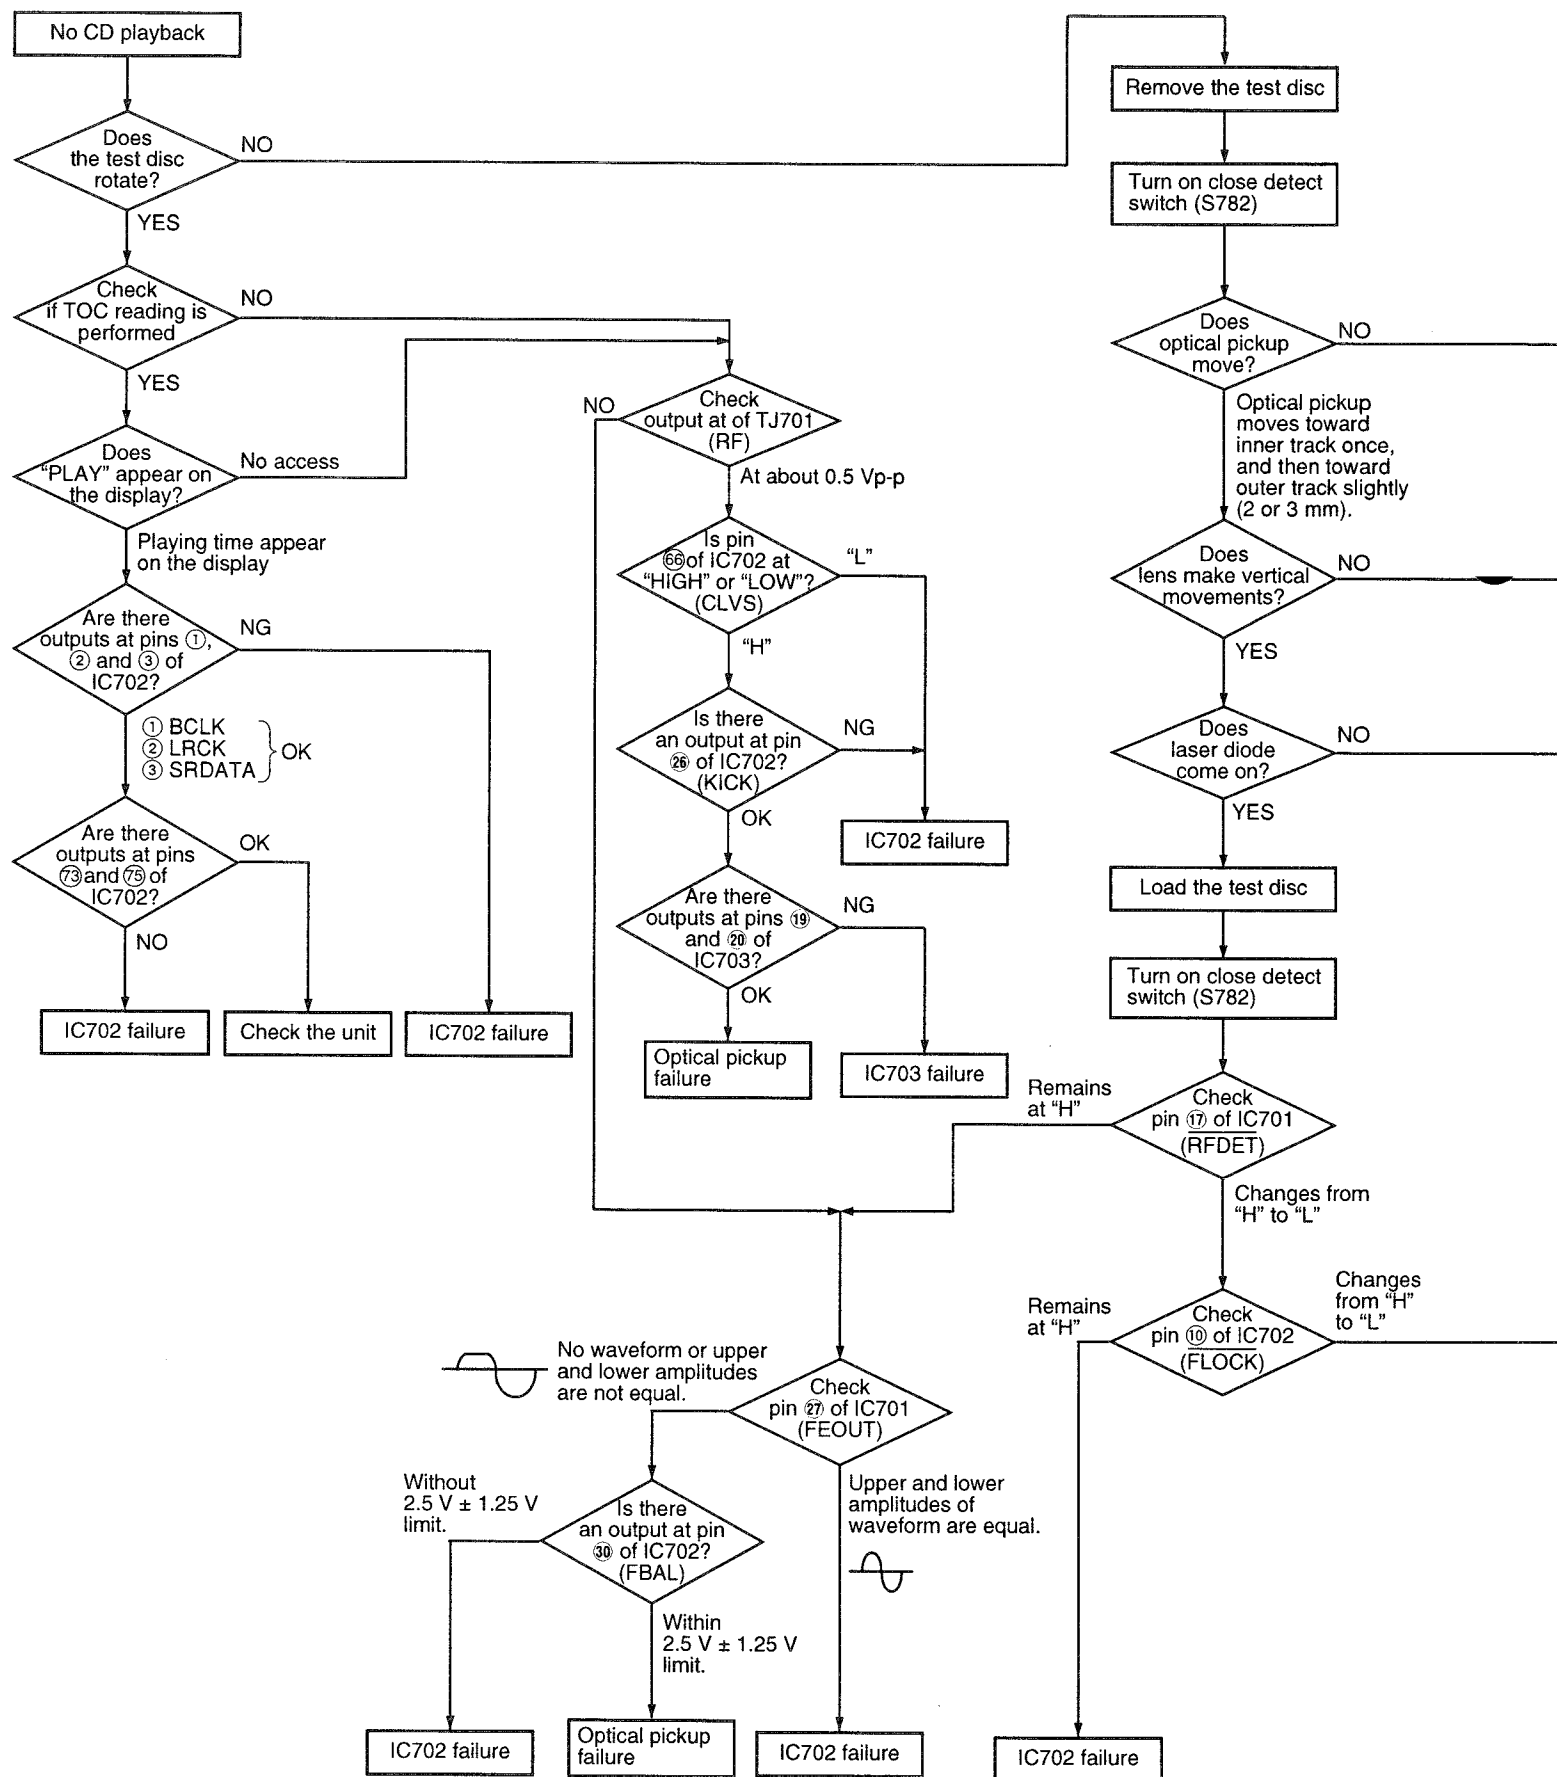 No CD playback
Does
the test disc
rotate?
NO
YES
Check
if TOC reading is
performed
NO
YES
Does
“PLAY” appear on
the display?
No access
Playing time appear
on the display
Are there
outputs at pins ①,
② and ③ of
IC702?
NG
① BCLK
② LRCK
③ SRDATA
OK
Are there
outputs at pins
㉓ and ㉕ of
IC702?
OK
NO
IC702 failure
Check the unit
IC702 failure
NO
Check
output at of TJ701
(RF)
At about 0.5 Vp-p
Is pin
66 of IC702 at
“HIGH” or “LOW”?
(CLVS)
“L”
“H”
Is there
an output at pin
㉖ of IC702?
(KICK)
NG
OK
IC702 failure
Are there
outputs at pins ⑲
and ⑳ of
IC703?
NG
OK
Optical pickup
failure
IC703 failure
Remove the test disc
Turn on close detect
switch (S782)
Does
optical pickup
move?
NO
Optical pickup
moves toward
inner track once,
and then toward
outer track slightly
(2 or 3 mm).
Does
lens make vertical
movements?
NO
YES
Does
laser diode
come on?
NO
YES
Load the test disc
Turn on close detect
switch (S782)
Remains
at “H”
Check
pin ⑰ of IC701
(RFDET)
Changes from
“H” to “L”
Remains
at “H”
Check
pin ⑩ of IC702
(FLOCK)
Changes
from “H”
to “L”
No waveform or upper
and lower amplitudes
are not equal.
Check
pin ㉗ of IC701
(FEOUT)
Without
2.5 V ± 1.25 V
limit.
Is there
an output at pin
㉚ of IC702?
(FBAL)
Upper and lower
amplitudes of
waveform are equal.
Within
2.5 V ± 1.25 V
limit.
IC702 failure
Optical pickup
failure
IC702 failure
IC702 failure